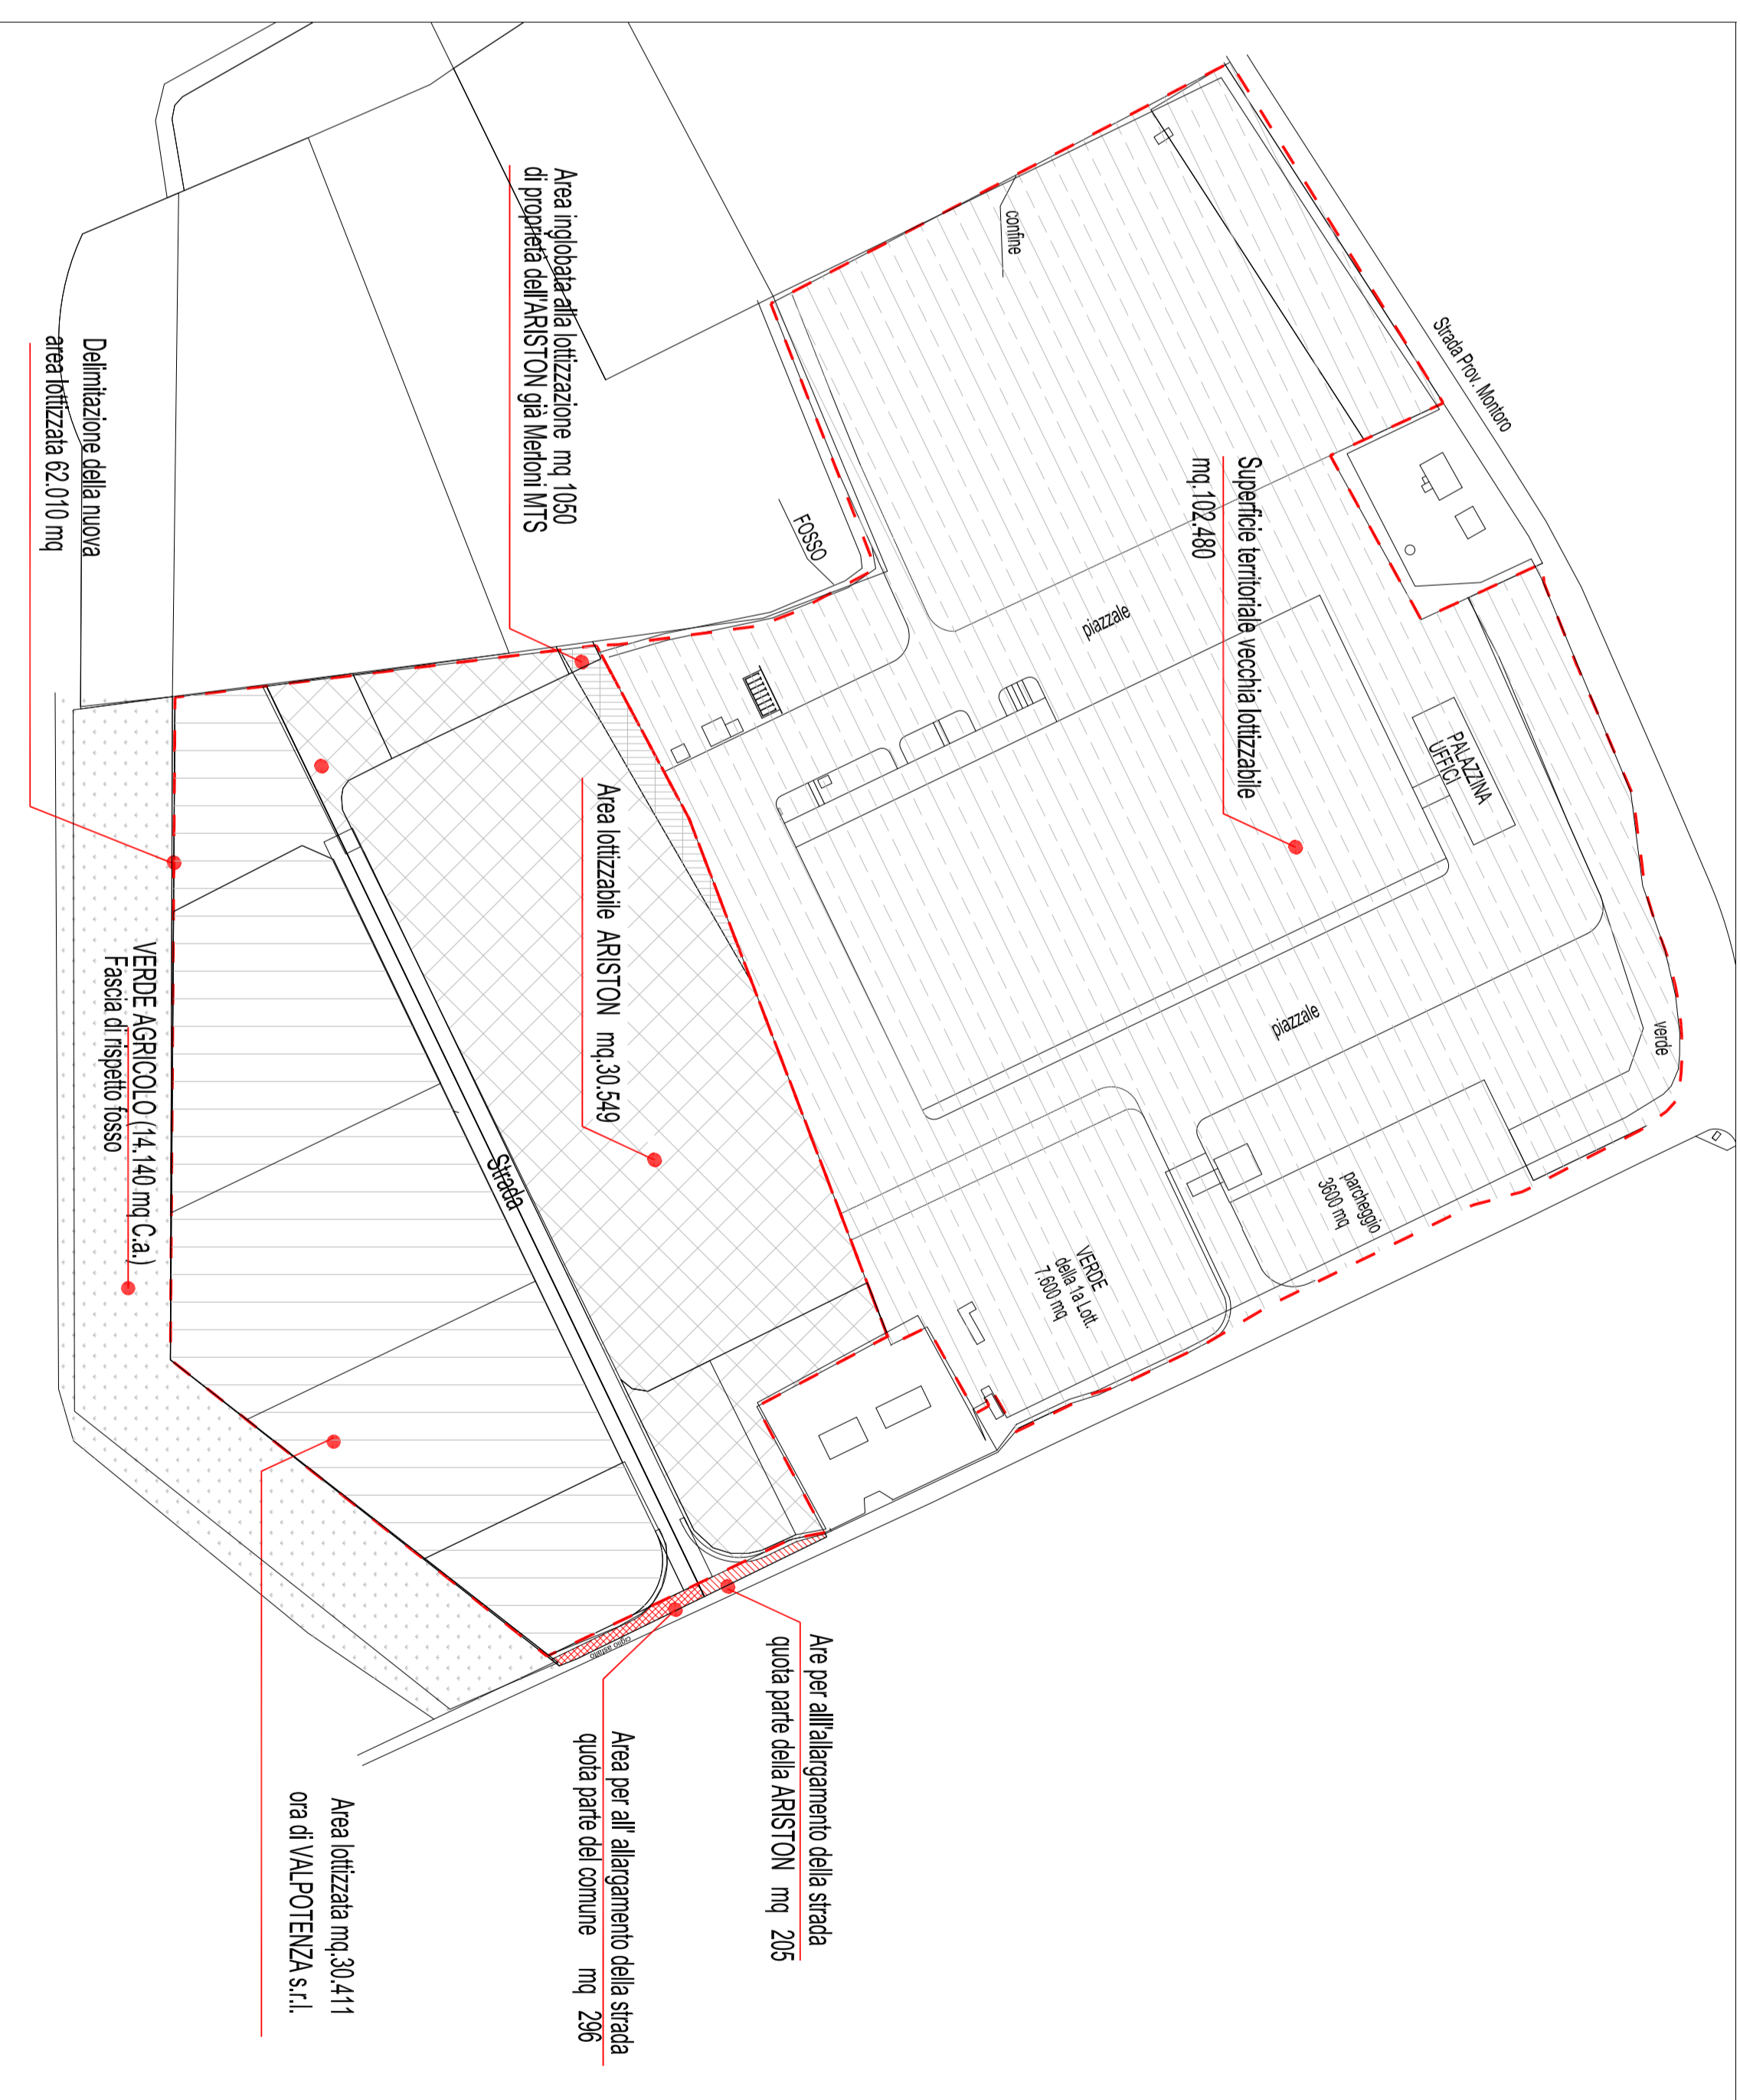 Strada Prov. Montoro
confine
Superficie territoriale vecchia lottizzabile
mq.102.480
piazzale
PALAZZINA
UFFICI
verde
piazzale
parcheggio
3600 mq
VERDE
della 1a Lott.
7.600 mq
FOSSO
Area inglobata alla lottizzazione mq 1050
di proprietà dell'ARISTON già Merloni MTS
Area lottizzabile ARISTON mq.30.549
Strada
Delimitazione della nuova
area lottizzata 62.010 mq
VERDE AGRICOLO (14.140 mq C.a.)
Fascia di rispetto fosso
ciglio asfalto
Are per alll'allargamento della strada
quota parte della ARISTON mq 205
Area per all' allargamento della strada
quota parte del comune mq 296
Area lottizzata mq.30.411
ora di VALPOTENZA s.r.l.